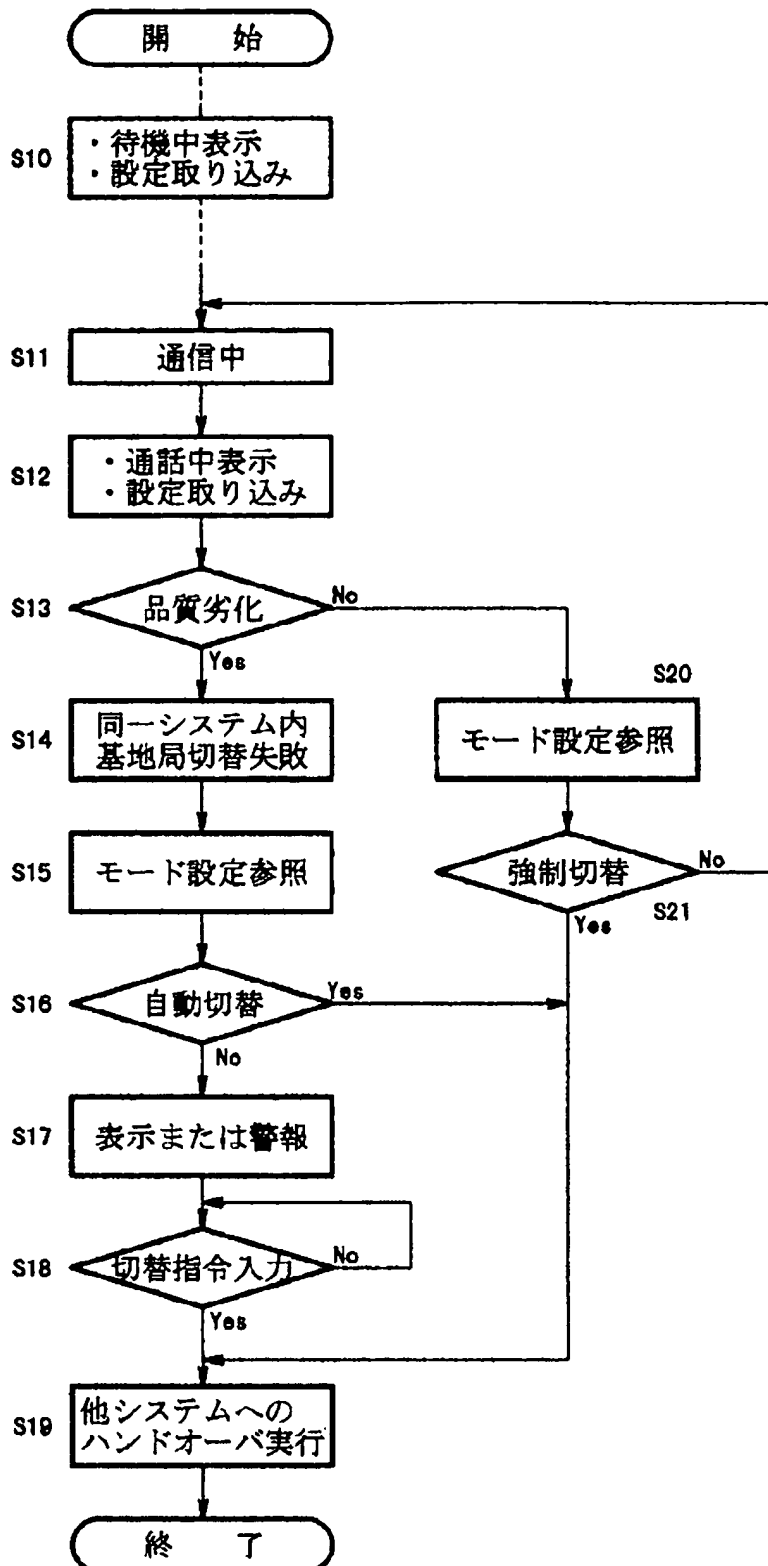 開 始
S10
・待機中表示
・設定取り込み
S11
通信中
S12
・通話中表示
・設定取り込み
S13
品質劣化
No
Yes
S14
同一システム内
基地局切替失敗
S20
モード設定参照
S15
モード設定参照
強制切替
No
S21
Yes
S16
自動切替
Yes
No
S17
表示または警報
S18
切替指令入力
No
Yes
S19
他システムへの
ハンドオーバ実行
終 了